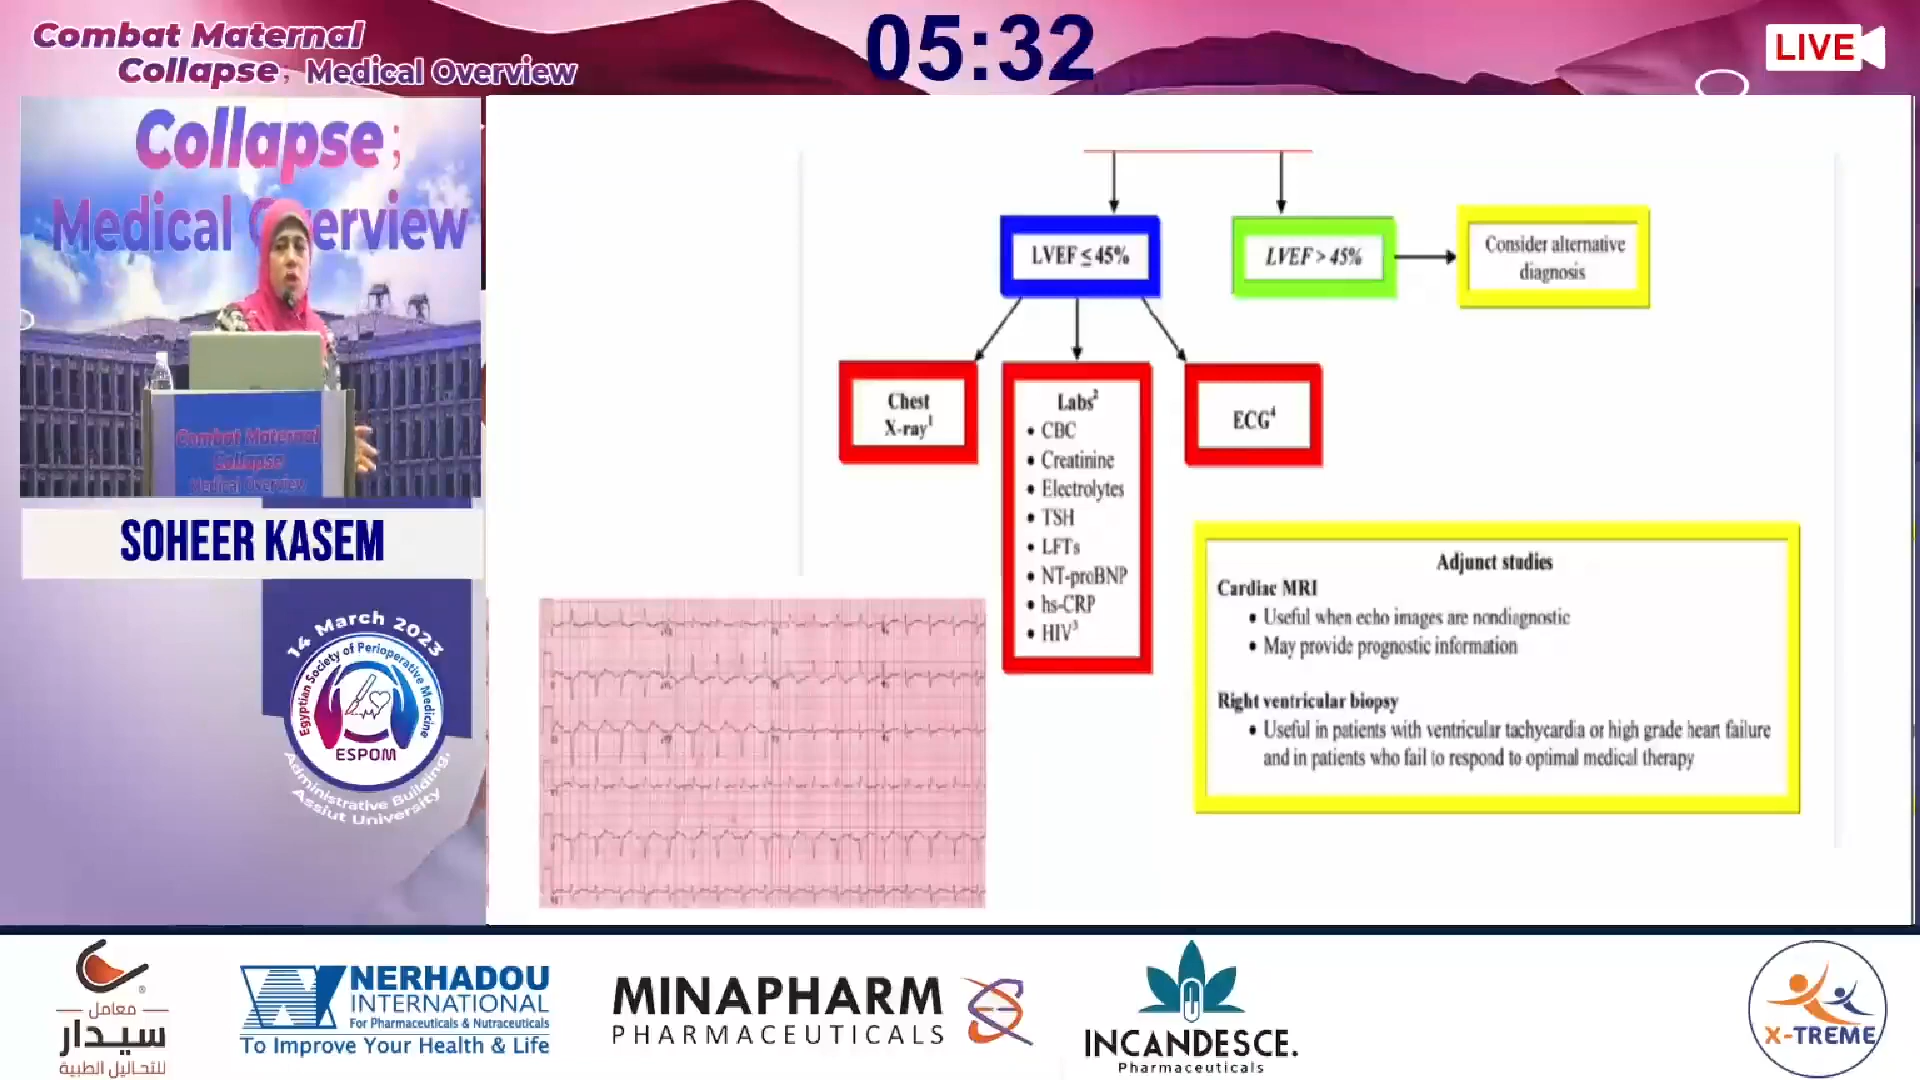 Combat Maternal
Collapse; Medical Overview
05:32
LIVE
Collapse;
Medical Overview
Combat Maternal
Collapse
Medical Overview
SOHEER KASEM
14 March 2023
Egyptian Society of Perioperative Medicine
ESPOM
Administrative Building,
Assiut University
LVEF ≤ 45%
LVEF > 45%
Consider alternative
diagnosis
Chest
X-ray¹
Labs²
• CBC
• Creatinine
• Electrolytes
• TSH
• LFTs
• NT-proBNP
• hs-CRP
• HIV³
ECG⁴
Adjunct studies
Cardiac MRI
• Useful when echo images are nondiagnostic
• May provide prognostic information
Right ventricular biopsy
• Useful in patients with ventricular tachycardia or high grade heart failure
and in patients who fail to respond to optimal medical therapy
معامل
سيدار
للتحاليل الطبية
NERHADOU
INTERNATIONAL
For Pharmaceuticals & Nutraceuticals
To Improve Your Health & Life
MINAPHARM
PHARMACEUTICALS
INCANDESCE.
Pharmaceuticals
X-TREME